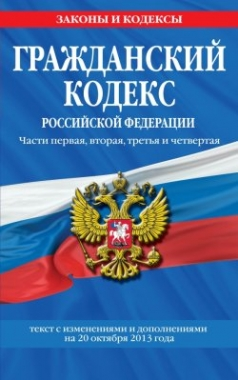 ЗАКОНЫ И КОДЕКСЫ
ГРАЖДАНСКИЙ
КОДЕКС
РОССИЙСКОЙ ФЕДЕРАЦИИ
Части первая, вторая, третья и четвертая
текст с изменениями и дополнениями
на 20 октября 2013 года